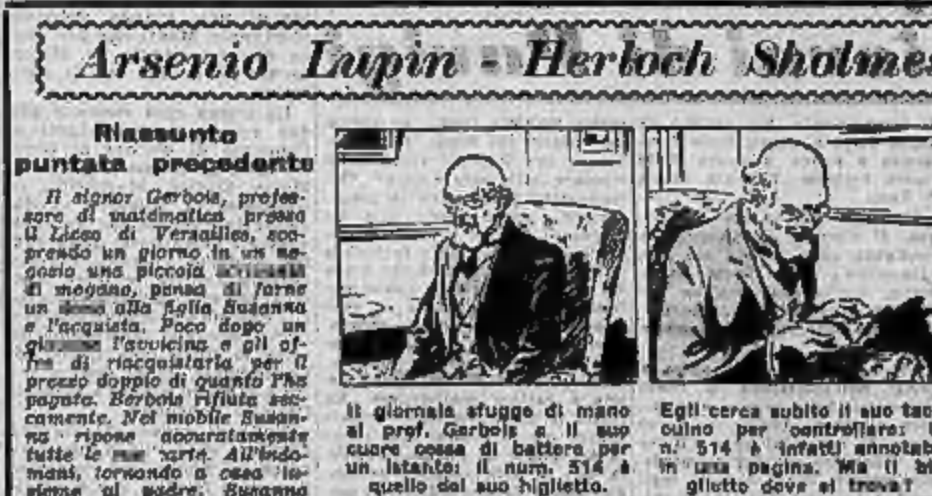 Arsenio Lupin - Herloch Sholmes
Riassunto
puntata precedente
Il signor Gerbois, profes-
sore di matematica presso
il Liceo di Versailles, sco-
prendo un giorno in un ne-
gozio una piccola
di mogano, pensa di farne
un alla figlia Susanna
e l'acquista. Poco dopo un
l'avvicina e gli of-
fre di riacquistarla per il
prezzo doppio di quanto l'ha
pagata. Berbois rifiuta sec-
camente. Nel mobile Susan-
na ripone accuratamente
tutte le sue carte. All'indo-
mani, tornando a casa in-
sieme al padre, Susanna
Il giornale sfugge di mano
al prof. Gerbois e il suo
cuore cessa di battere per
un istante: il num. 514 è
quello del suo biglietto.
Egli cerca subito il suo tac-
cuino per controllare: il
n. 514 è infatti annotato
in una pagina. Ma il bi-
glietto dove si trova?